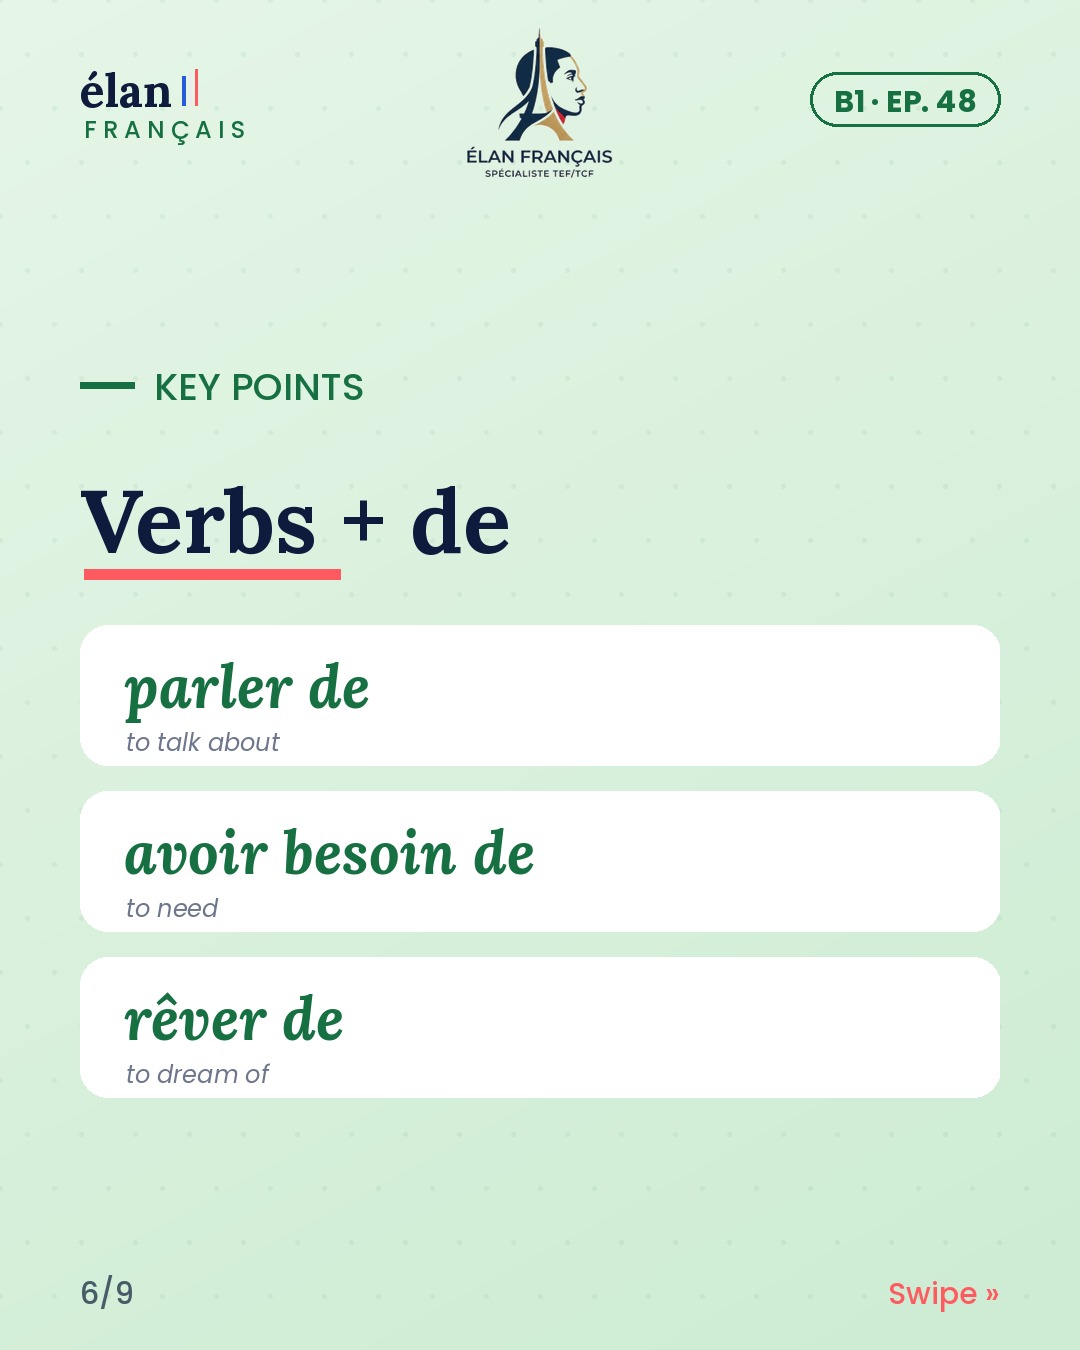 élan
FRANÇAIS
ÉLAN FRANÇAIS
SPÉCIALISTE TEF/TCF
B1 · EP. 48
KEY POINTS
Verbs + de
parler de
to talk about
avoir besoin de
to need
rêver de
to dream of
6/9
Swipe »